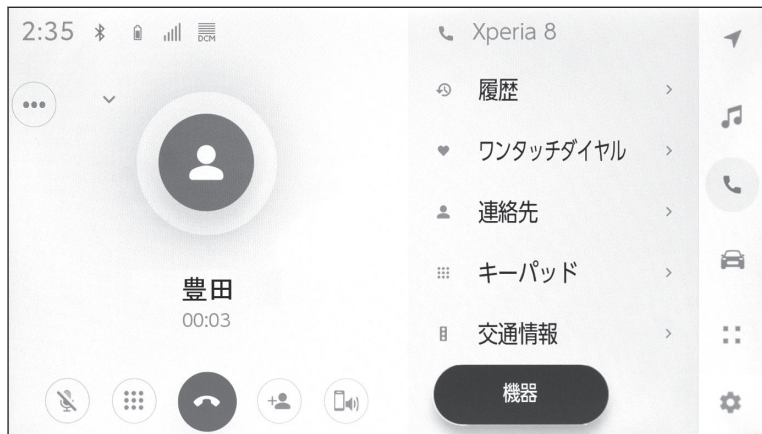 2:35
DCM
豊田
00:03
Xperia 8
履歴
ワンタッチダイヤル
連絡先
キーパッド
交通情報
機器